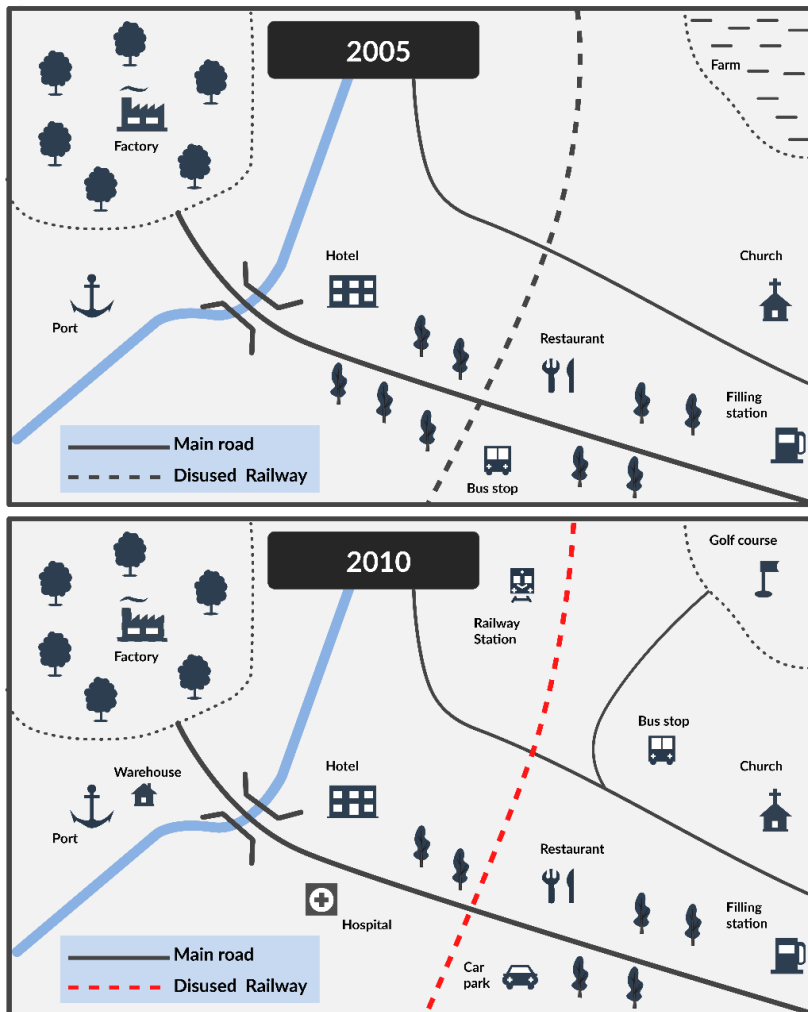 2005
Farm
Factory
Hotel
Church
Port
Restaurant
Filling
station
Main road
Disused Railway
Bus stop
2010
Golf course
Railway
Station
Factory
Bus stop
Warehouse
Hotel
Church
Port
Restaurant
Filling
station
Hospital
Main road
Car
park
Disused Railway